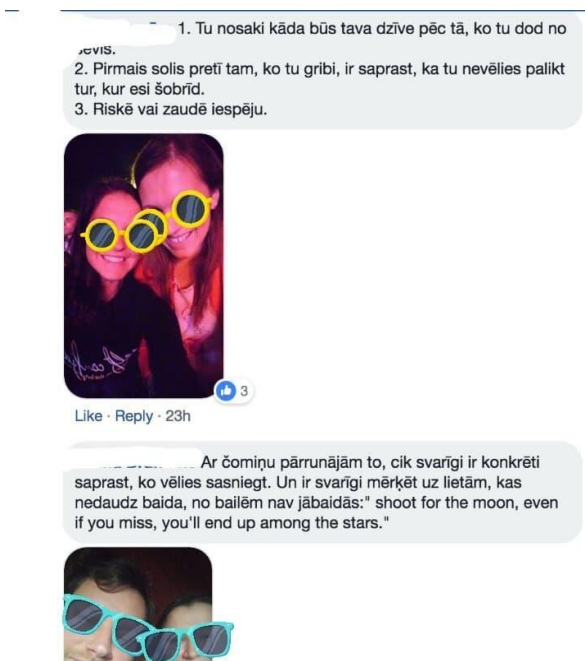 1. Tu nosaki kāda būs tava dzīve pēc tā, ko tu dod no
sevis.
2. Pirmais solis pretī tam, ko tu gribi, ir saprast, ka tu nevēlies palikt
tur, kur esi šobrīd.
3. Riskē vai zaudē iespēju.
3
Like · Reply · 23h
Ar čomiņu pārrunājām to, cik svarīgi ir konkrēti
saprast, ko vēlies sasniegt. Un ir svarīgi mērķēt uz lietām, kas
nedaudz baida, no bailēm nav jābaidās:" shoot for the moon, even
if you miss, you'll end up among the stars."